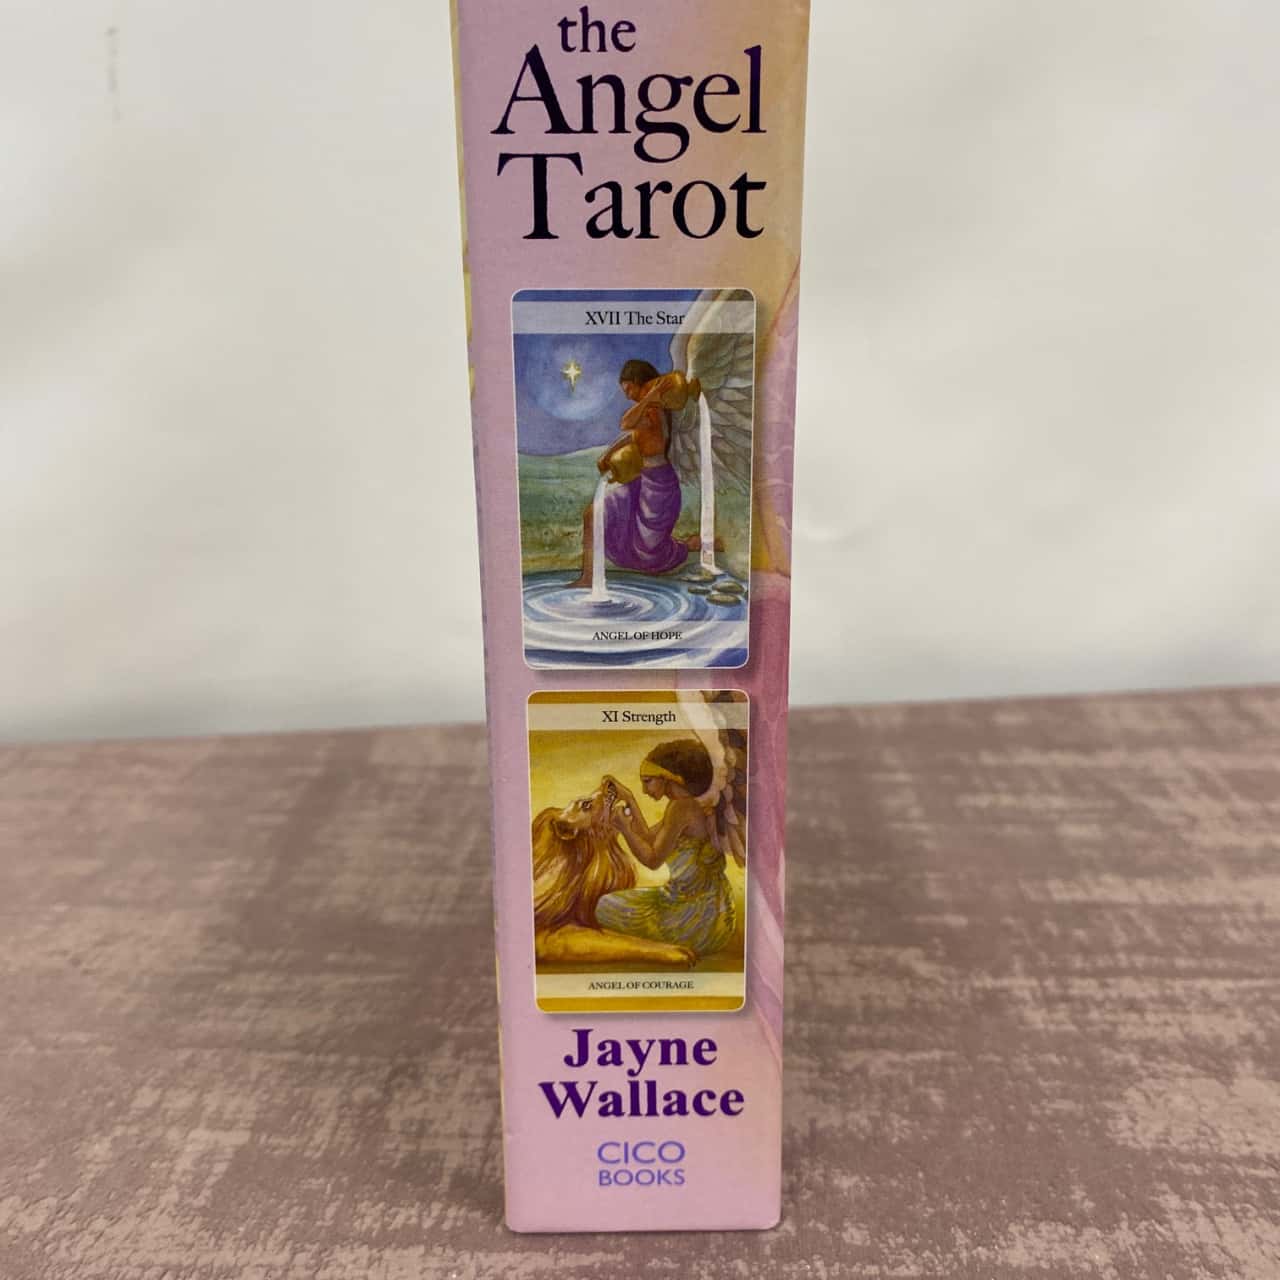 the
Angel
Tarot
XVII The Star
ANGEL OF HOPE
XI Strength
ANGEL OF COURAGE
Jayne
Wallace
CICO
BOOKS